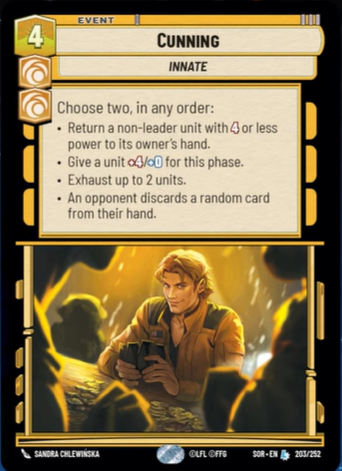 EVENT
4
CUNNING
INNATE
Choose two, in any order:
• Return a non-leader unit with 4 or less
power to its owner's hand.
• Give a unit +4/+0 for this phase.
• Exhaust up to 2 units.
• An opponent discards a random card
from their hand.
SANDRA CHLEWIŃSKA
©LFL ©FFG
SOR • EN
203/252